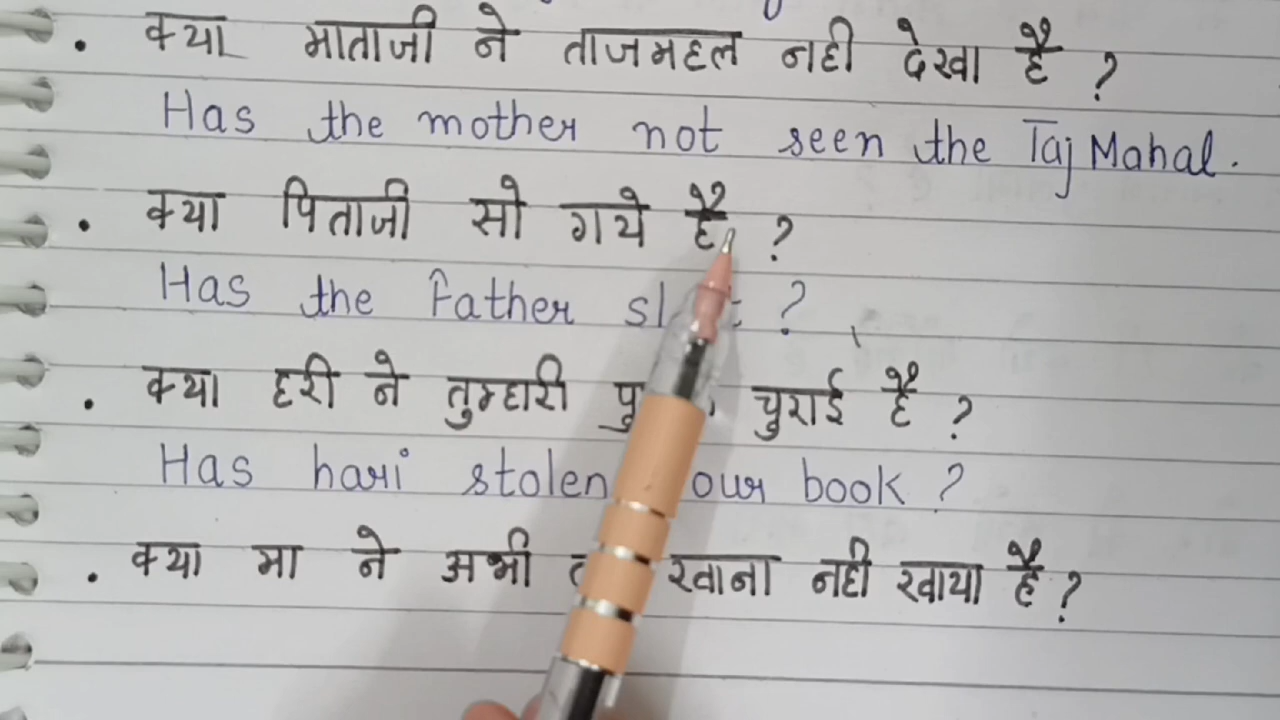 क्या माताजी ने ताजमहल नही देखा है ?
Has the mother not seen the Taj Mahal.
क्या पिताजी सो गये है ?
Has the Father ?
क्या हरी ने तुम्हारी चुराई है ?
Has hari stolen book ?
क्या मा ने अभी खाना नही खाया है ?